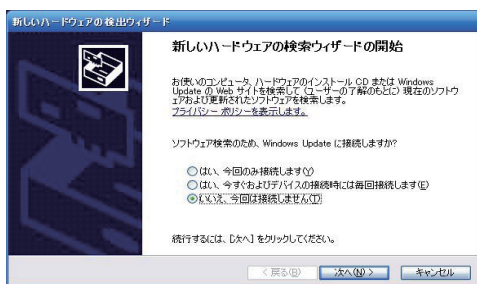 新しいハードウェアの検出ウィザード
新しいハードウェアの検索ウィザードの開始
お使いのコンピュータ、ハードウェアのインストール CD または Windows
Update の Web サイトを検索して (ユーザーの了解のもとに) 現在のソフトウ
ェアおよび更新されたソフトウェアを検索します。
プライバシー ポリシーを表示します。
ソフトウェア検索のため、Windows Update に接続しますか?
はい、今回のみ接続します(Y)
はい、今すぐおよびデバイスの接続時には毎回接続します(E)
いいえ、今回は接続しません(T)
続行するには、[次へ] をクリックしてください。
< 戻る(B) 次へ(N) > キャンセル